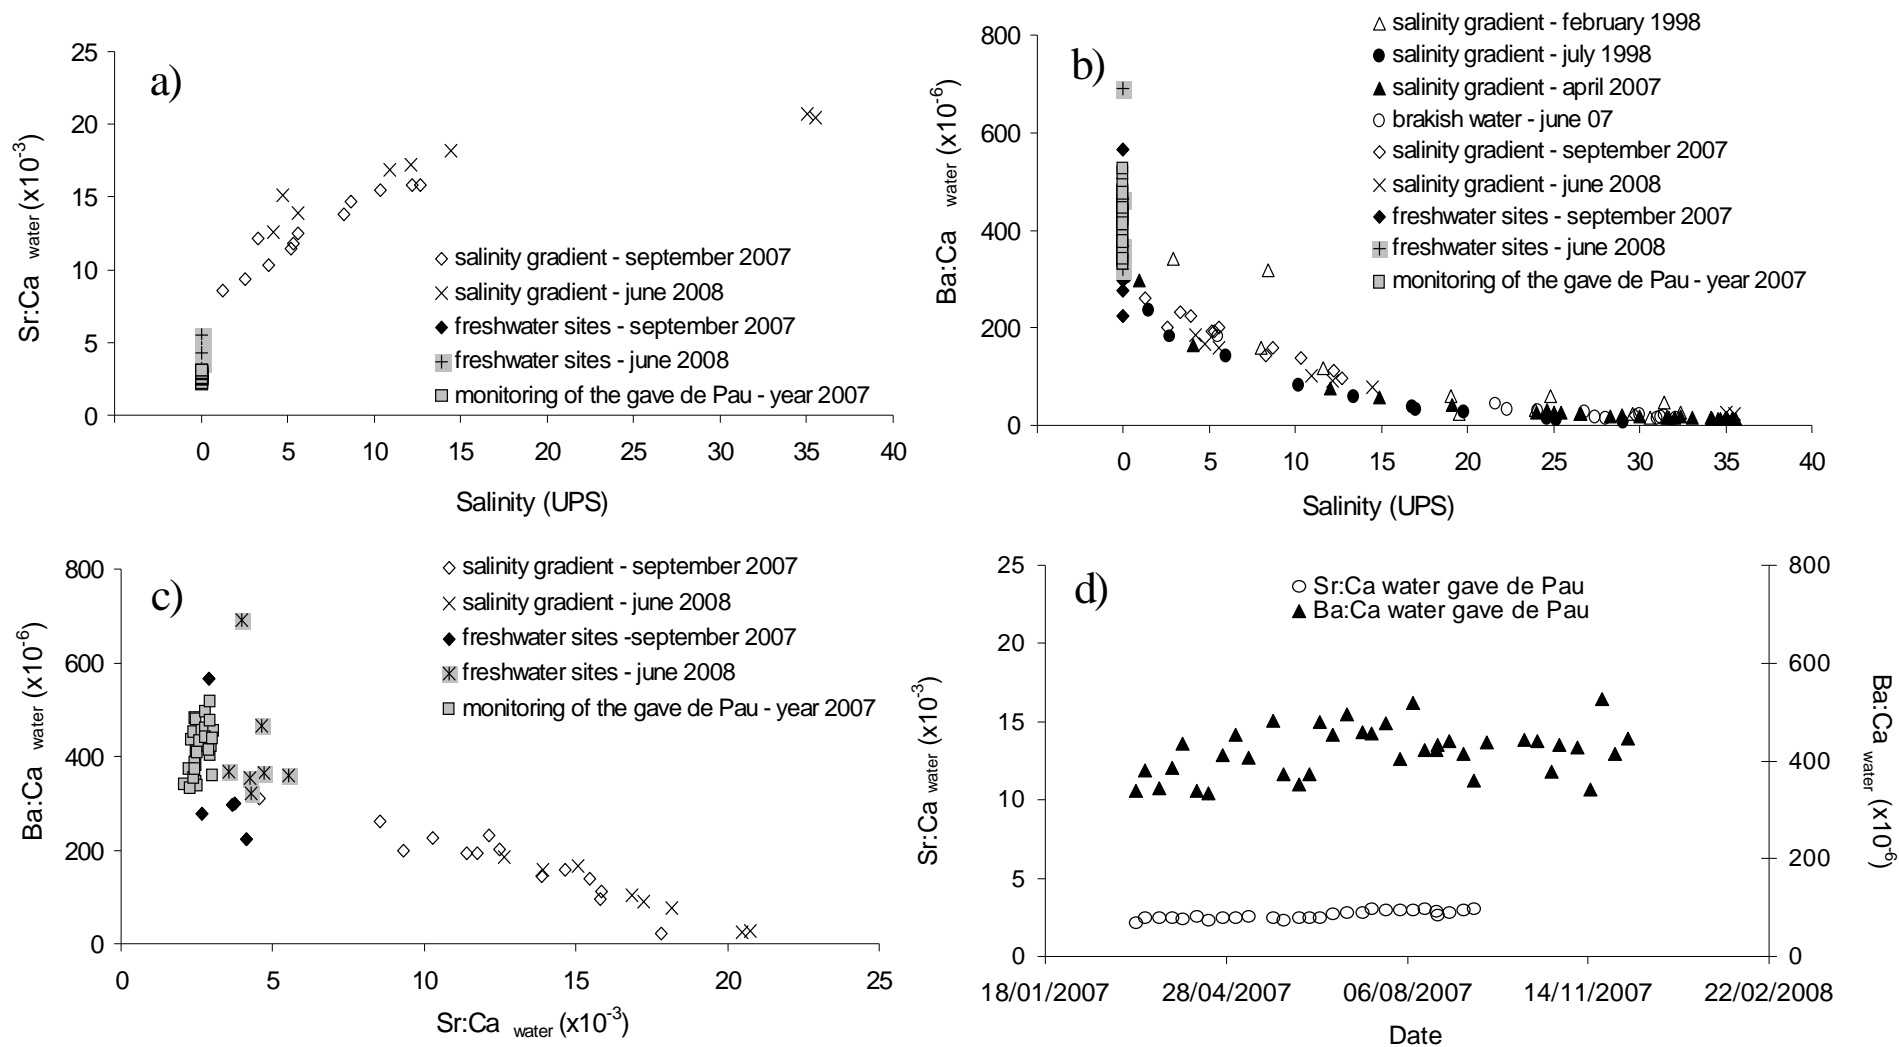 a)
25
20
15
10
5
0
Sr:Ca water (x10-3)
0 5 10 15 20 25 30 35 40
Salinity (UPS)
salinity gradient - september 2007
salinity gradient - june 2008
freshwater sites - september 2007
freshwater sites - june 2008
monitoring of the gave de Pau - year 2007
b)
800
600
400
200
0
Ba:Ca water (x10-6)
0 5 10 15 20 25 30 35 40
Salinity (UPS)
salinity gradient - february 1998
salinity gradient - july 1998
salinity gradient - april 2007
brakish water - june 07
salinity gradient - september 2007
salinity gradient - june 2008
freshwater sites - september 2007
freshwater sites - june 2008
monitoring of the gave de Pau - year 2007
c)
800
600
400
200
0
Ba:Ca water (x10-6)
0 5 10 15 20 25
Sr:Ca water (x10-3)
salinity gradient - september 2007
salinity gradient - june 2008
freshwater sites -september 2007
freshwater sites - june 2008
monitoring of the gave de Pau - year 2007
d)
25
20
15
10
5
0
Sr:Ca water (x10-3)
Sr:Ca water gave de Pau
Ba:Ca water gave de Pau
800
600
400
200
0
Ba:Ca water (x10-6)
18/01/2007 28/04/2007 06/08/2007 14/11/2007 22/02/2008
Date